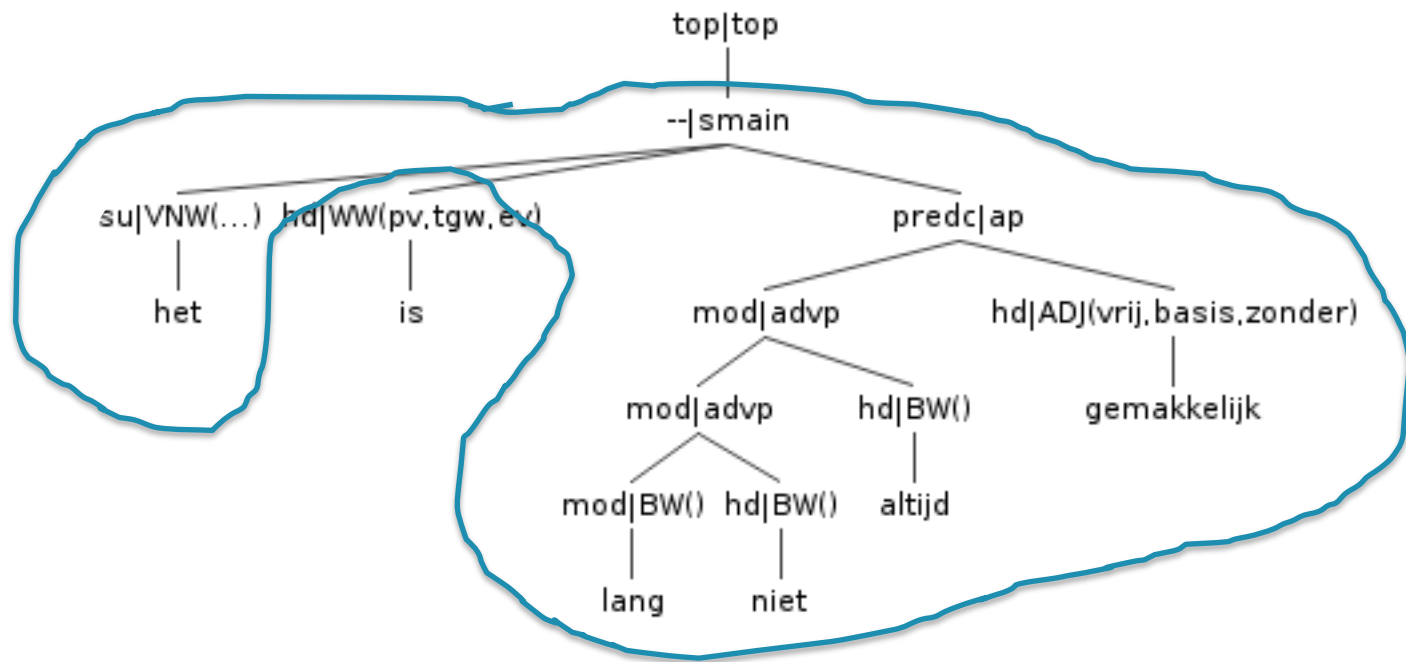 top|top
--|smain
su|VNW(...) hd|WW(pv,tgw,ev) predc|ap
het is mod|advp hd|ADJ(vrij,basis,zonder)
mod|advp hd|BW() gemakkelijk
mod|BW() hd|BW() altijd
lang niet